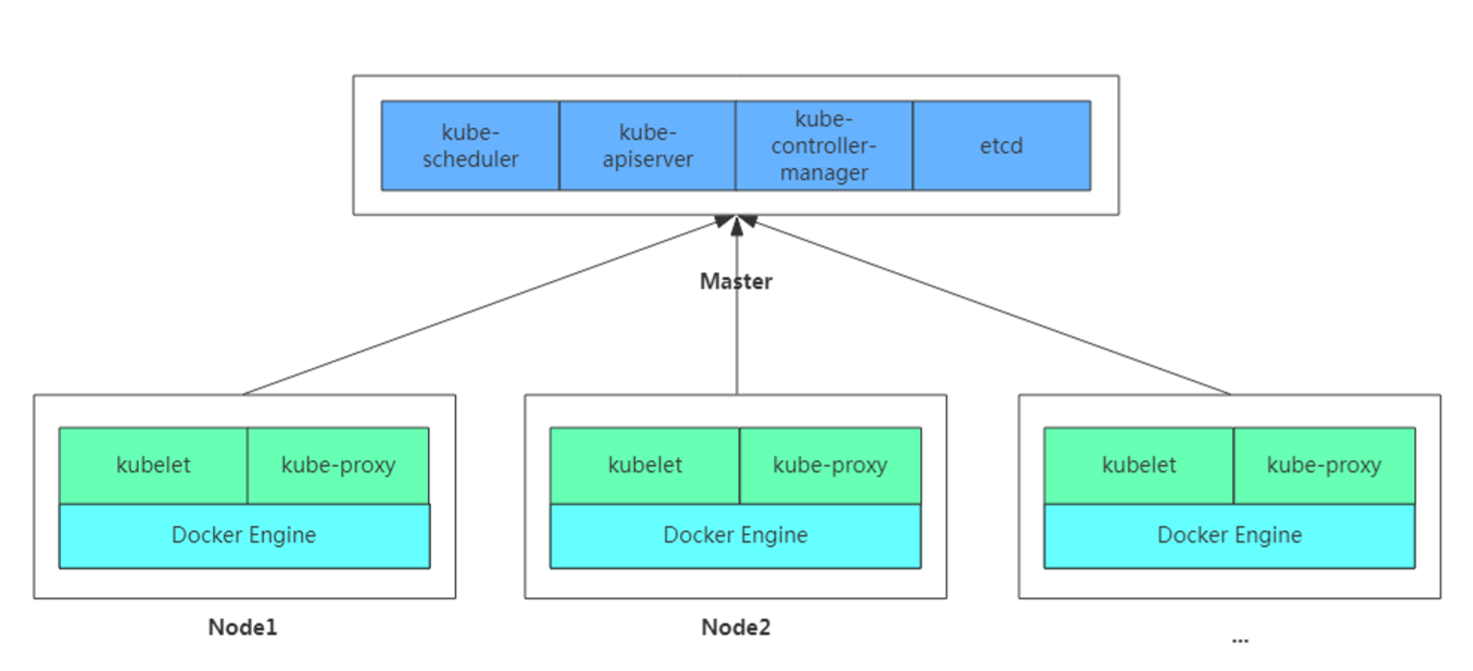 kube-
scheduler
kube-
apiserver
kube-
controller-
manager
etcd
Master
kubelet
kube-proxy
Docker Engine
Node1
kubelet
kube-proxy
Docker Engine
Node2
kubelet
kube-proxy
Docker Engine
...